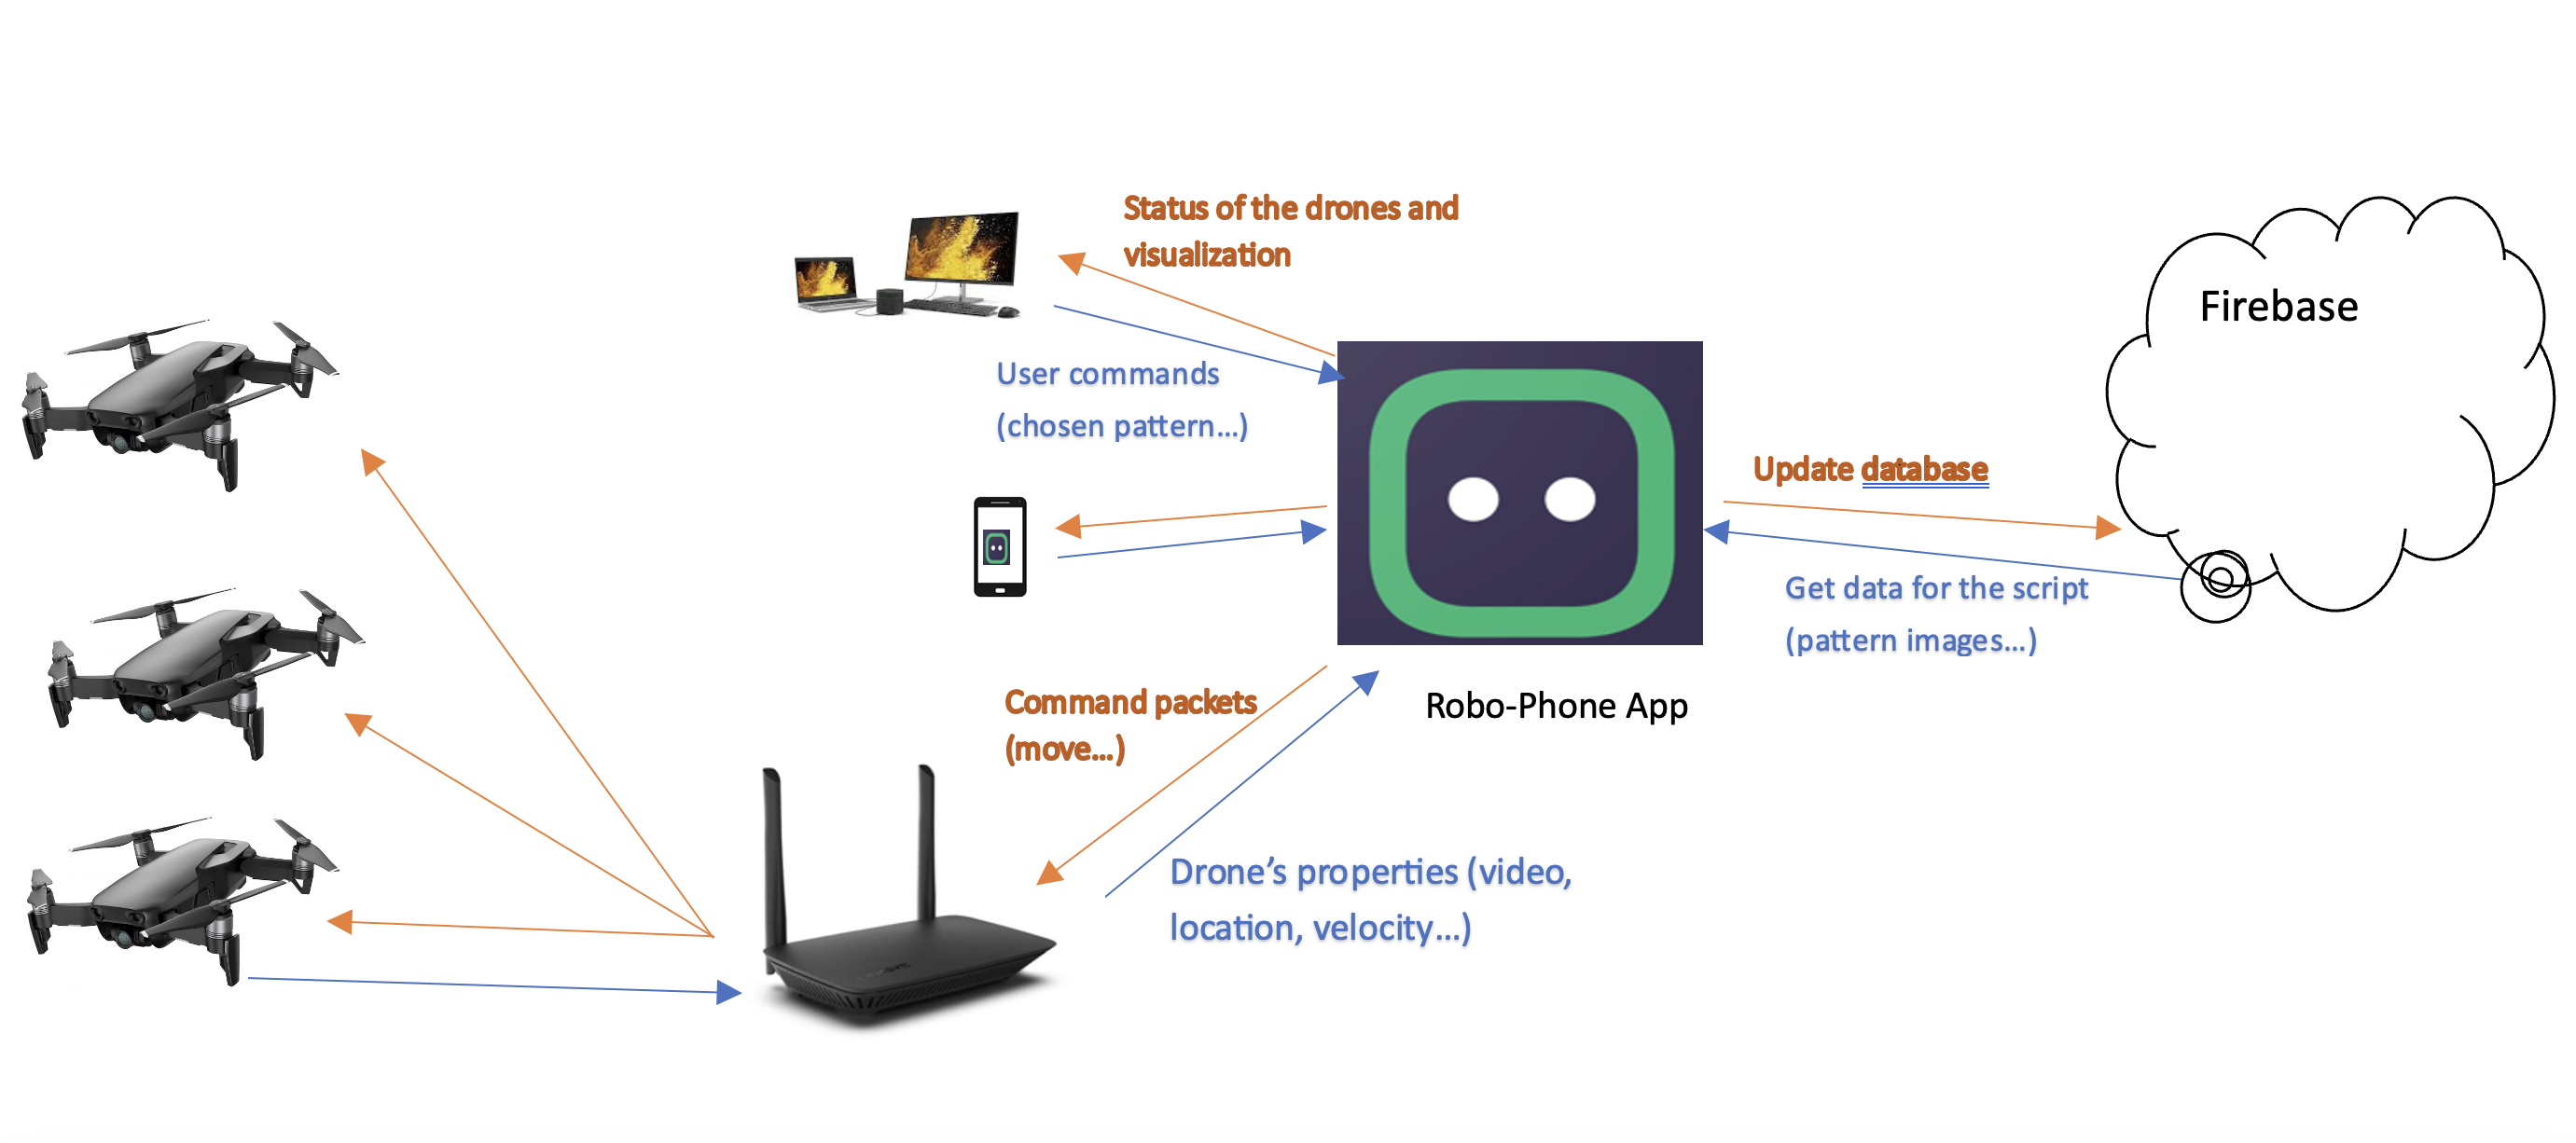 Status of the drones and
visualization
User commands
(chosen pattern...)
Firebase
Update database
Get data for the script
(pattern images...)
Robo-Phone App
Command packets
(move...)
Drone’s properties (video,
location, velocity...)